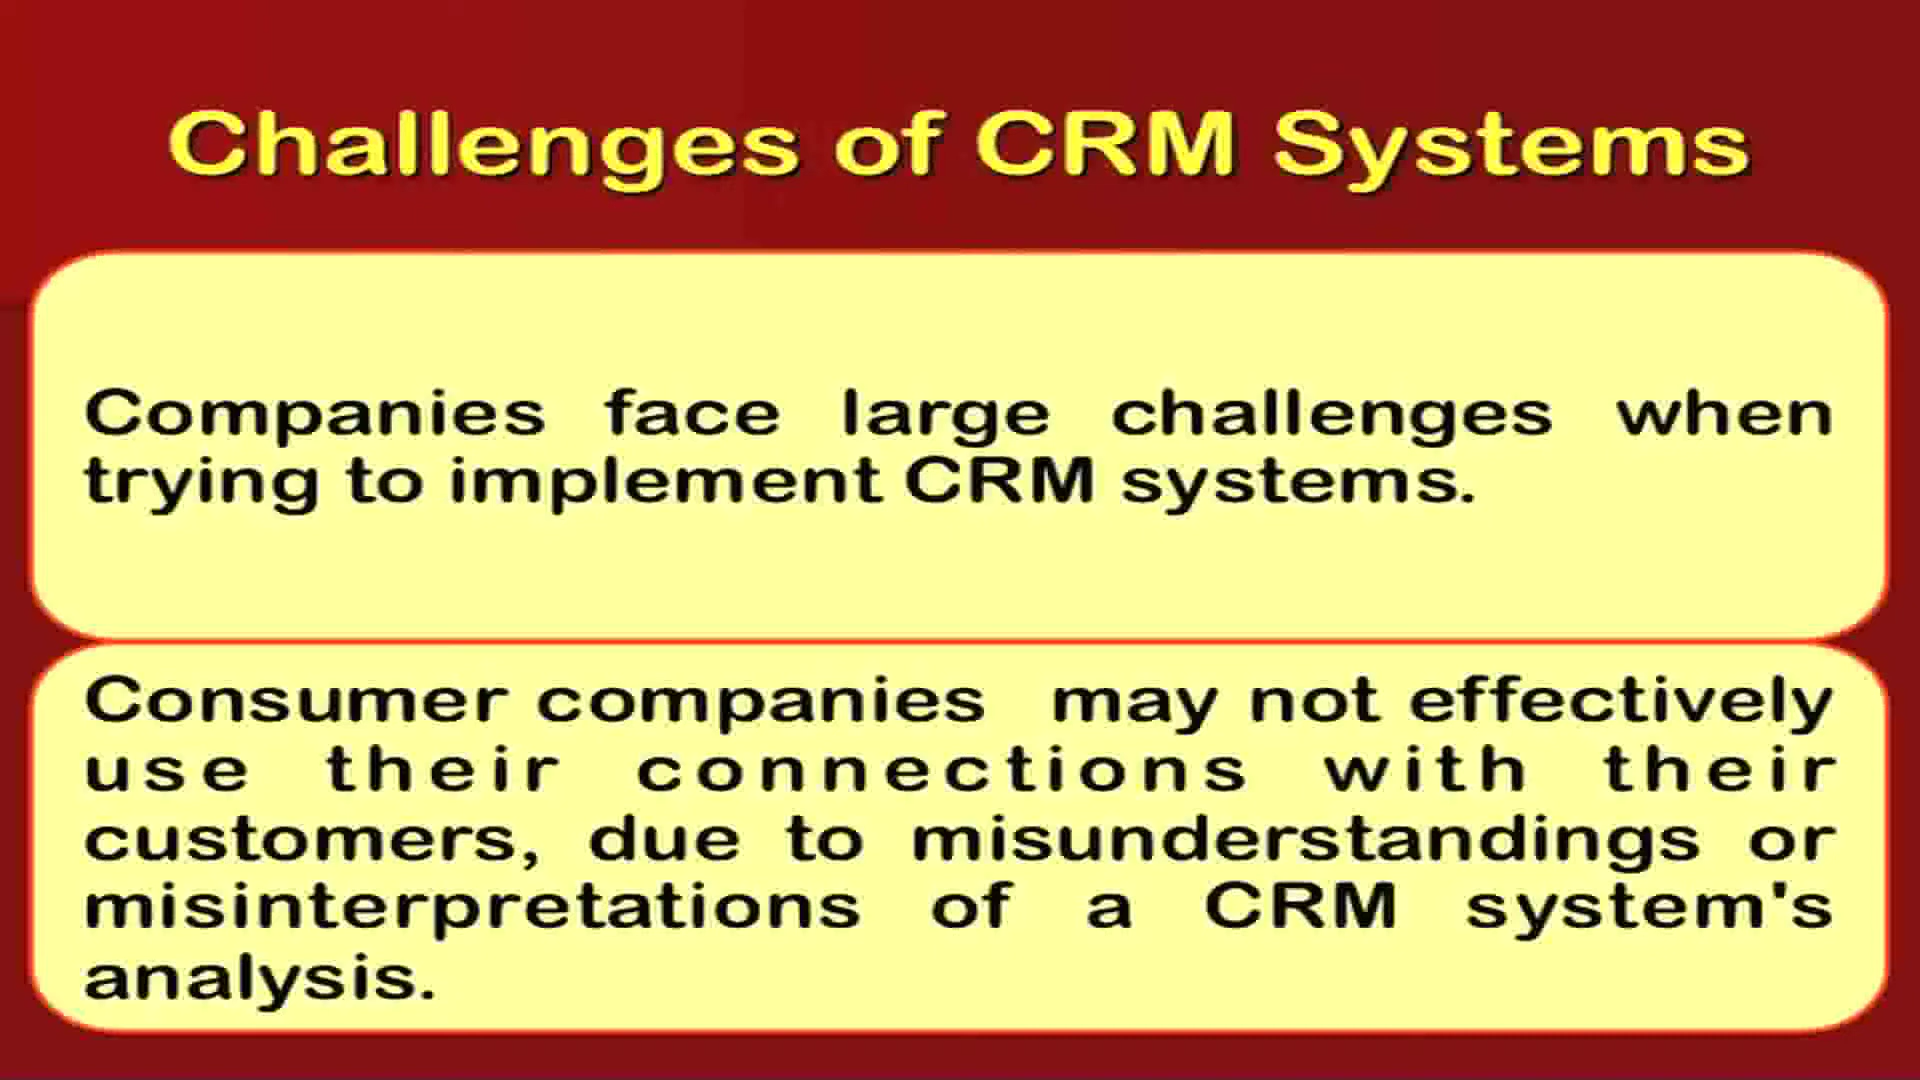 Challenges of CRM Systems
Companies face large challenges when
trying to implement CRM systems.
Consumer companies may not effectively
use their connections with their
customers, due to misunderstandings or
misinterpretations of a CRM system's
analysis.